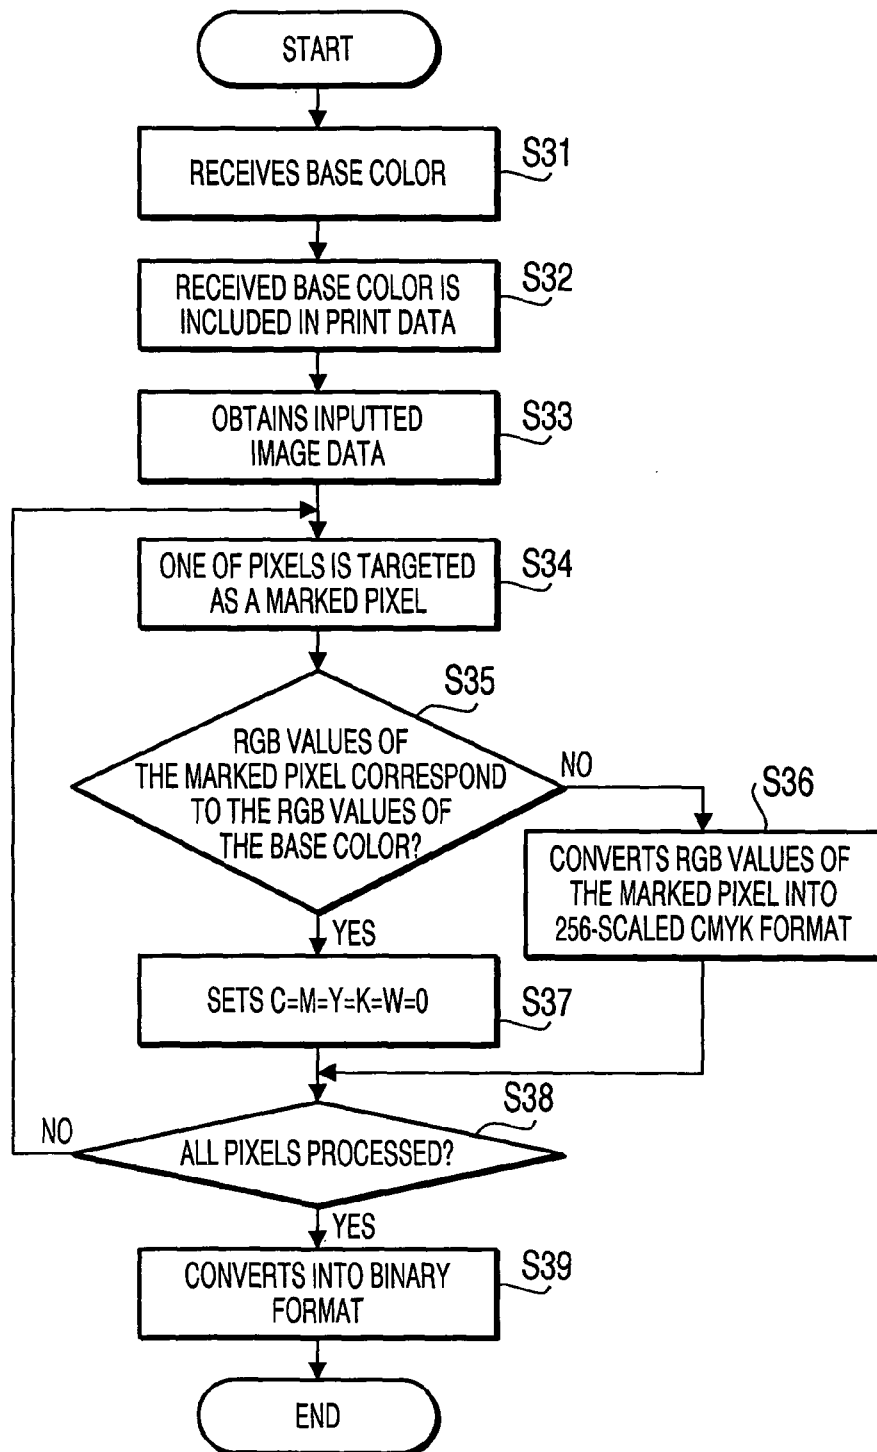 START
RECEIVES BASE COLOR
S31
RECEIVED BASE COLOR IS
INCLUDED IN PRINT DATA
S32
OBTAINS INPUTTED
IMAGE DATA
S33
ONE OF PIXELS IS TARGETED
AS A MARKED PIXEL
S34
S35
RGB VALUES OF
THE MARKED PIXEL CORRESPOND
TO THE RGB VALUES OF
THE BASE COLOR?
NO
S36
CONVERTS RGB VALUES OF
THE MARKED PIXEL INTO
256-SCALED CMYK FORMAT
YES
SETS C=M=Y=K=W=0
S37
S38
NO
ALL PIXELS PROCESSED?
YES
CONVERTS INTO BINARY
FORMAT
S39
END